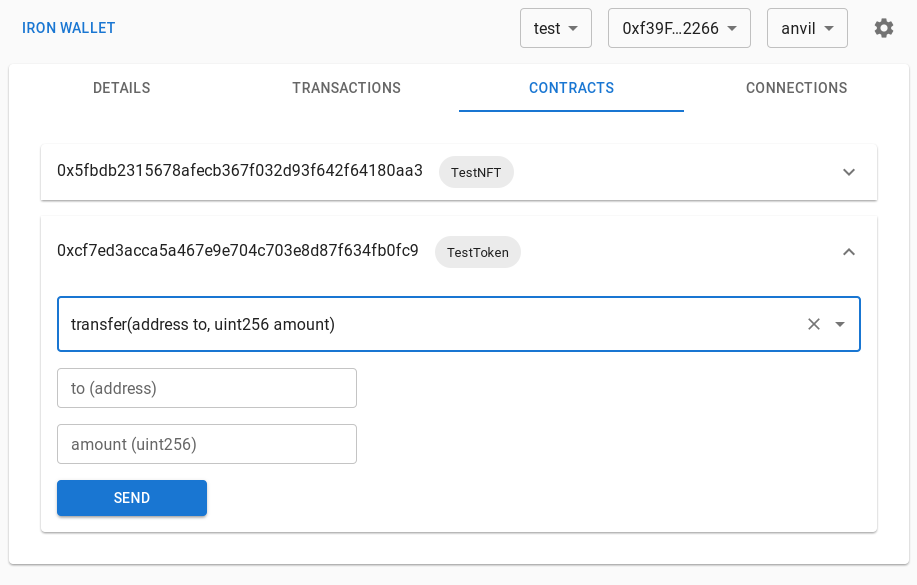 IRON WALLET test 0xf39F...2266 anvil
DETAILS TRANSACTIONS CONTRACTS CONNECTIONS
0x5fbdb2315678afecb367f032d93f642f64180aa3 TestNFT
0xcf7ed3acca5a467e9e704c703e8d87f634fb0fc9 TestToken
transfer(address to, uint256 amount)
to (address)
amount (uint256)
SEND